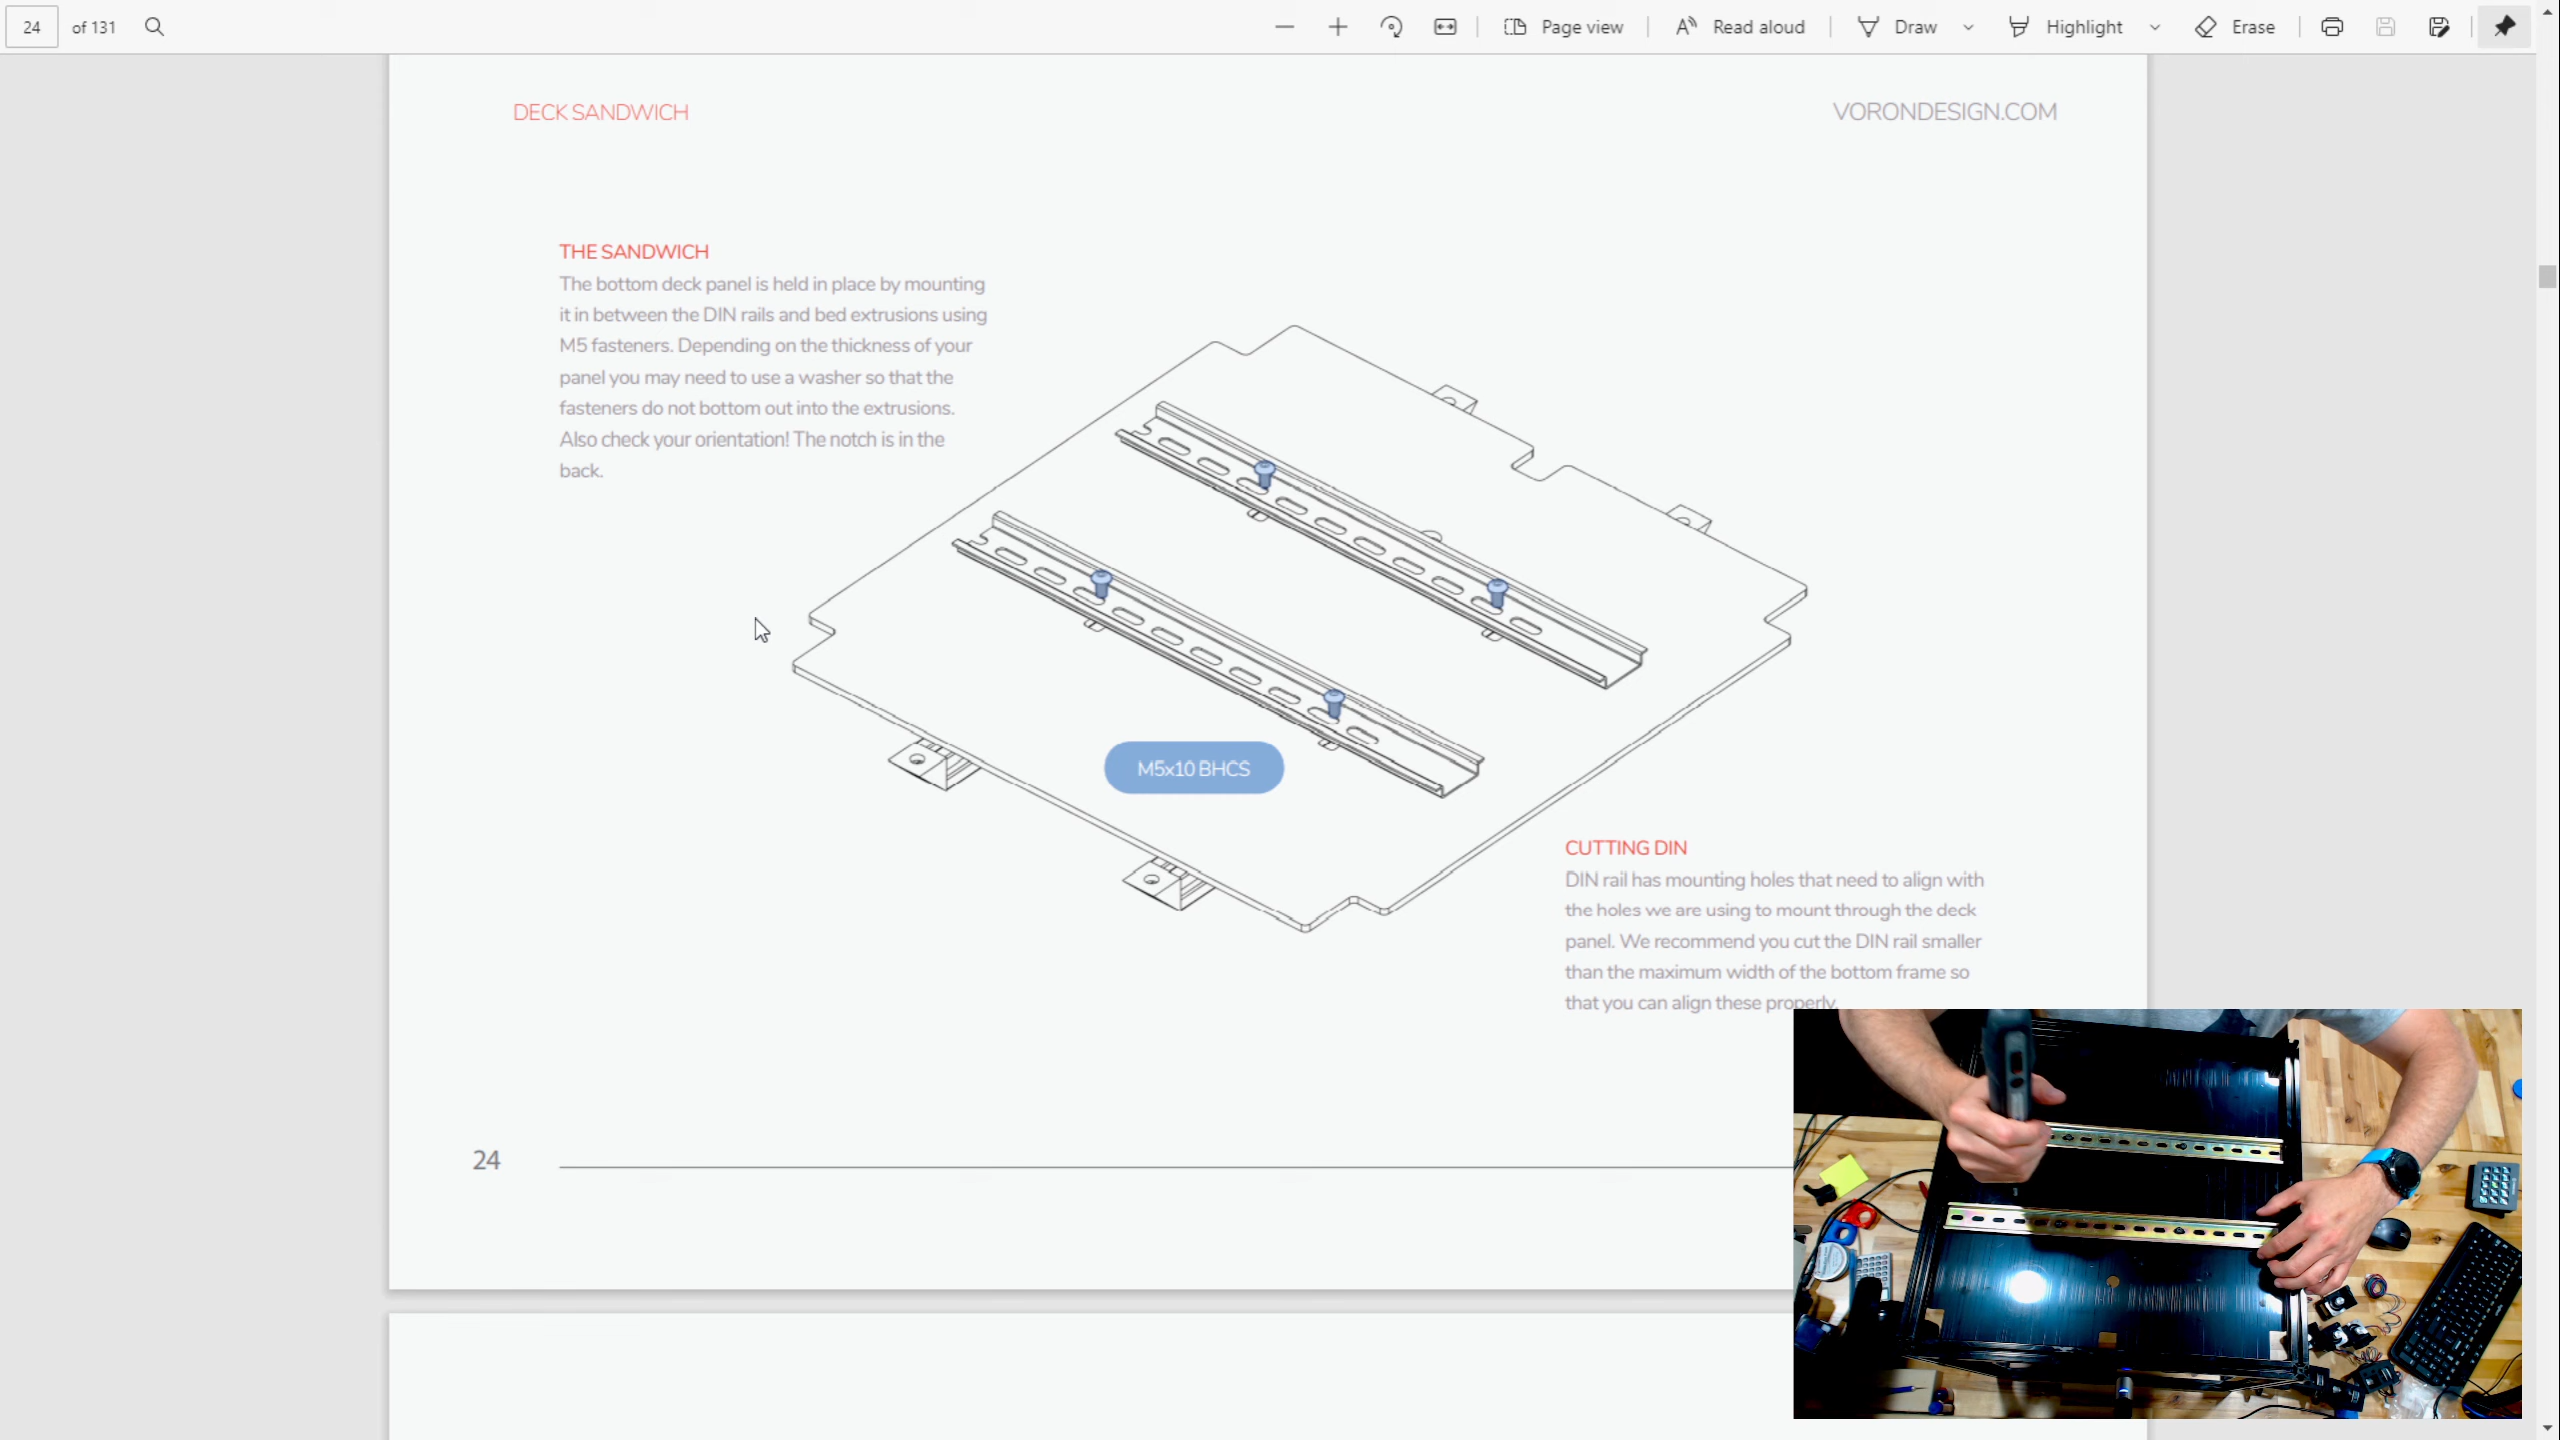 24 of 131
Page view
Read aloud
Draw
Highlight
Erase
DECK SANDWICH
VORONDESIGN.COM
THE SANDWICH
The bottom deck panel is held in place by mounting
it in between the DIN rails and bed extrusions using
M5 fasteners. Depending on the thickness of your
panel you may need to use a washer so that the
fasteners do not bottom out into the extrusions.
Also check your orientation! The notch is in the
back.
M5x10 BHCS
CUTTING DIN
DIN rail has mounting holes that need to align with
the holes we are using to mount through the deck
panel. We recommend you cut the DIN rail smaller
than the maximum width of the bottom frame so
that you can align these properly.
24